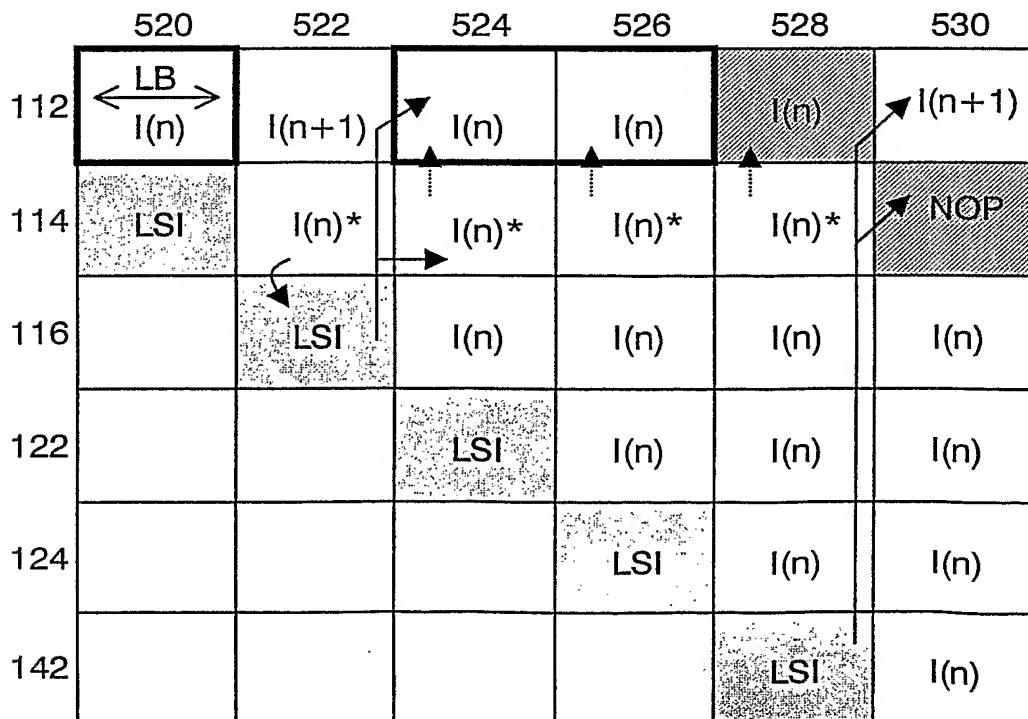 520 522 524 526 528 530
LB
112 I(n) I(n+1) I(n) I(n) I(n) I(n+1)
114 LSI I(n)* I(n)* I(n)* I(n)* NOP
116 LSI I(n) I(n) I(n) I(n)
122 LSI I(n) I(n) I(n)
124 LSI I(n) I(n)
142 LSI I(n)